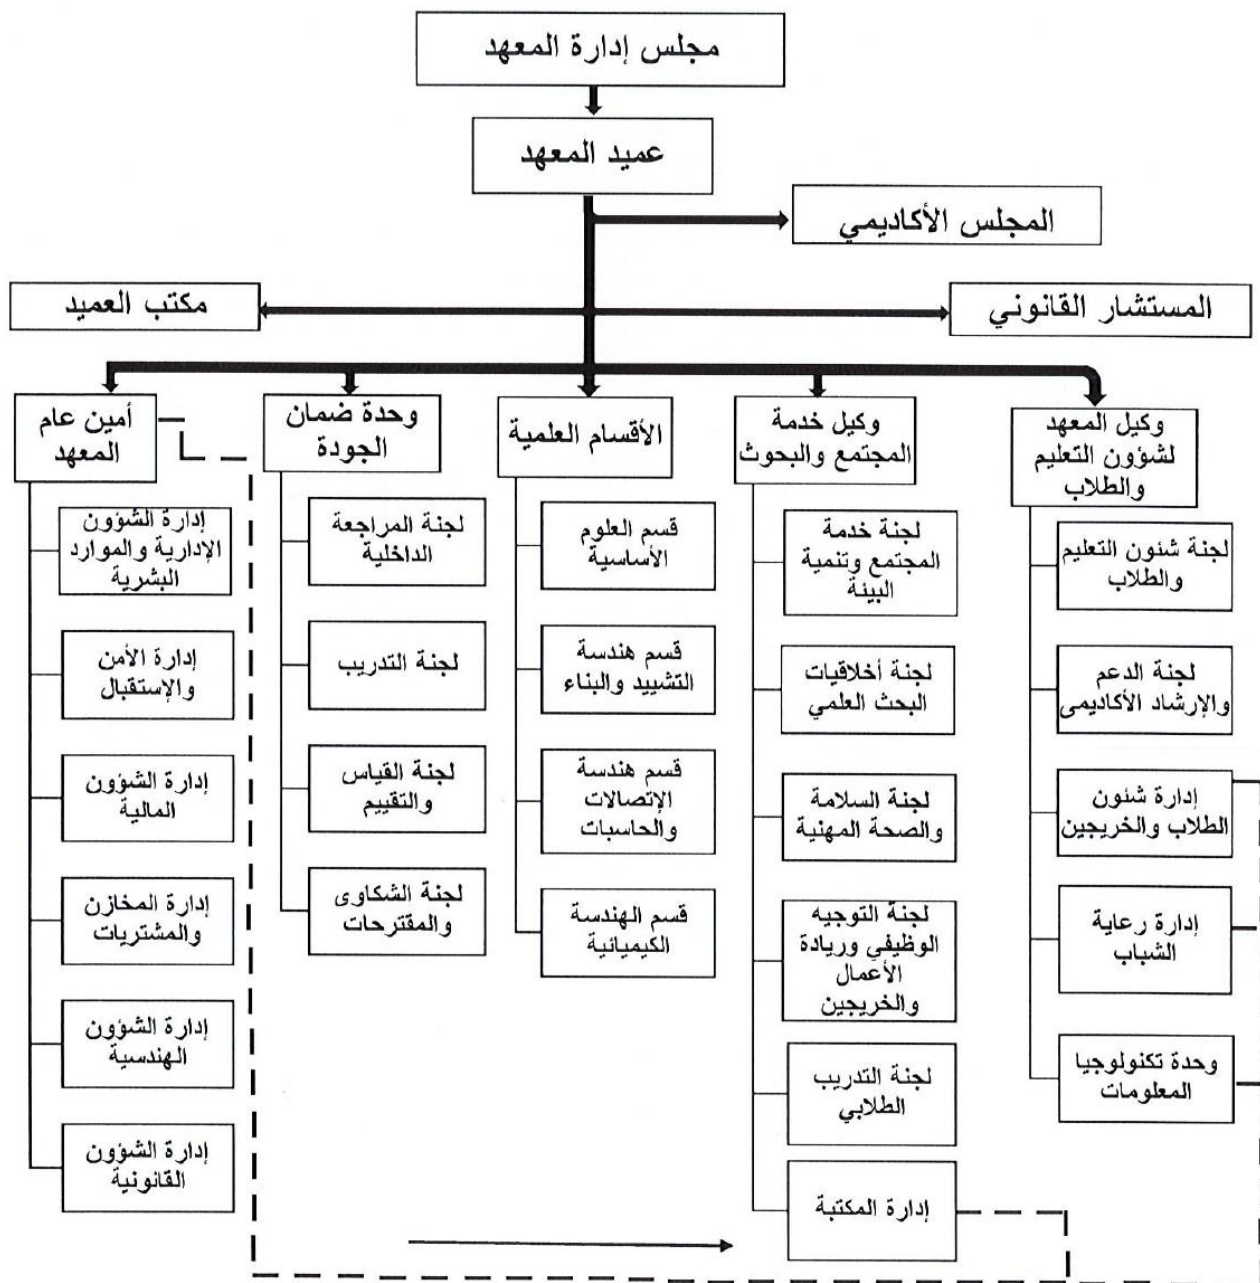 مجلس إدارة المعهد
عميد المعهد
المجلس الأكاديمي
المستشار القانوني
مكتب العميد
وكيل المعهد
لشؤون التعليم
والطلاب
لجنة شئون التعليم
والطلاب
لجنة الدعم
والإرشاد الأكاديمى
إدارة شئون
الطلاب والخريجين
إدارة رعاية
الشباب
وحدة تكنولوجيا
المعلومات
وكيل خدمة
المجتمع والبحوث
لجنة خدمة
المجتمع وتنمية
البيئة
لجنة أخلاقيات
البحث العلمي
لجنة السلامة
والصحة المهنية
لجنة التوجيه
الوظيفي وريادة
الأعمال
والخريجين
لجنة التدريب
الطلابي
إدارة المكتبة
الأقسام العلمية
قسم العلوم
الأساسية
قسم هندسة
التشييد والبناء
قسم هندسة
الإتصالات
والحاسبات
قسم الهندسة
الكيميائية
وحدة ضمان
الجودة
لجنة المراجعة
الداخلية
لجنة التدريب
لجنة القياس
والتقييم
لجنة الشكاوى
والمقترحات
أمين عام
المعهد
إدارة الشؤون
الإدارية والموارد
البشرية
إدارة الأمن
والإستقبال
إدارة الشؤون
المالية
إدارة المخازن
والمشتريات
إدارة الشؤون
الهندسية
إدارة الشؤون
القانونية